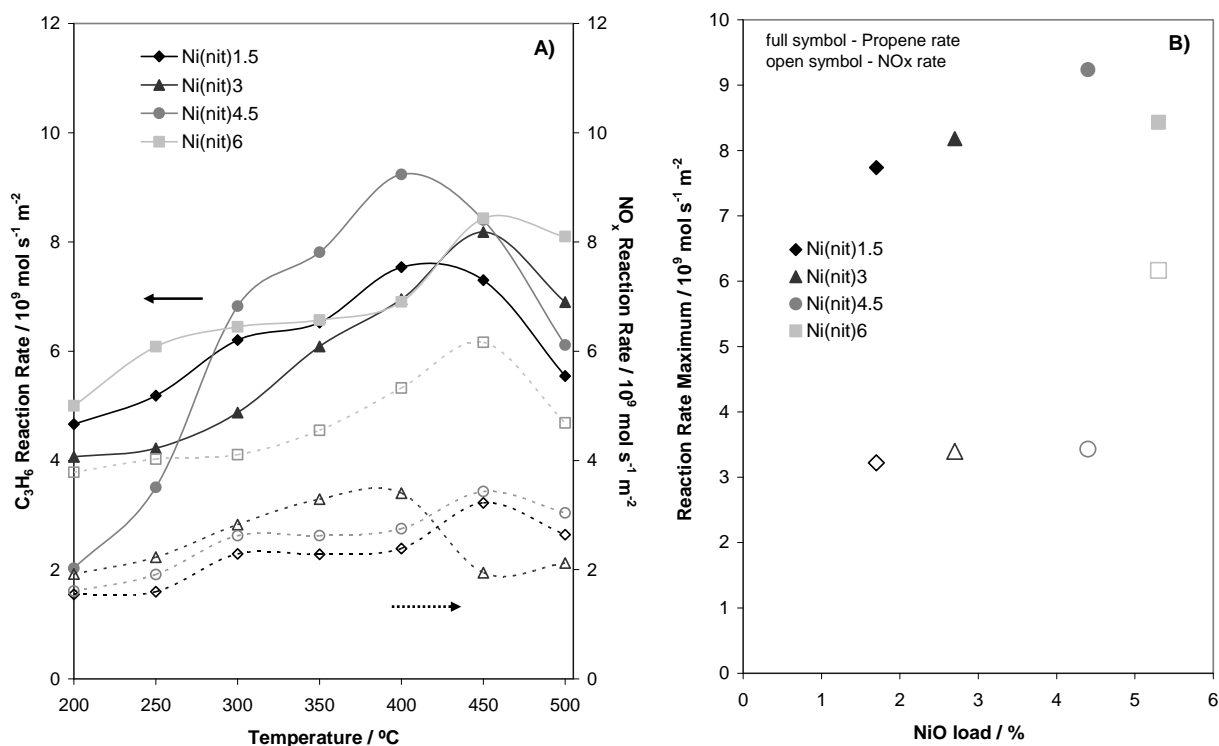 A)
Ni(nit)1.5
Ni(nit)3
Ni(nit)4.5
Ni(nit)6
12
10
8
6
4
2
0
C₃H₆ Reaction Rate / 10⁹ mol s⁻¹ m⁻²
12
10
8
6
4
2
0
NOₓ Reaction Rate / 10⁹ mol s⁻¹ m⁻²
200 250 300 350 400 450 500
Temperature / ºC
B)
full symbol - Propene rate
open symbol - NOx rate
Ni(nit)1.5
Ni(nit)3
Ni(nit)4.5
Ni(nit)6
10
9
8
7
6
5
4
3
2
1
0
Reaction Rate Maximum / 10⁹ mol s⁻¹ m⁻²
0 1 2 3 4 5 6
NiO load / %